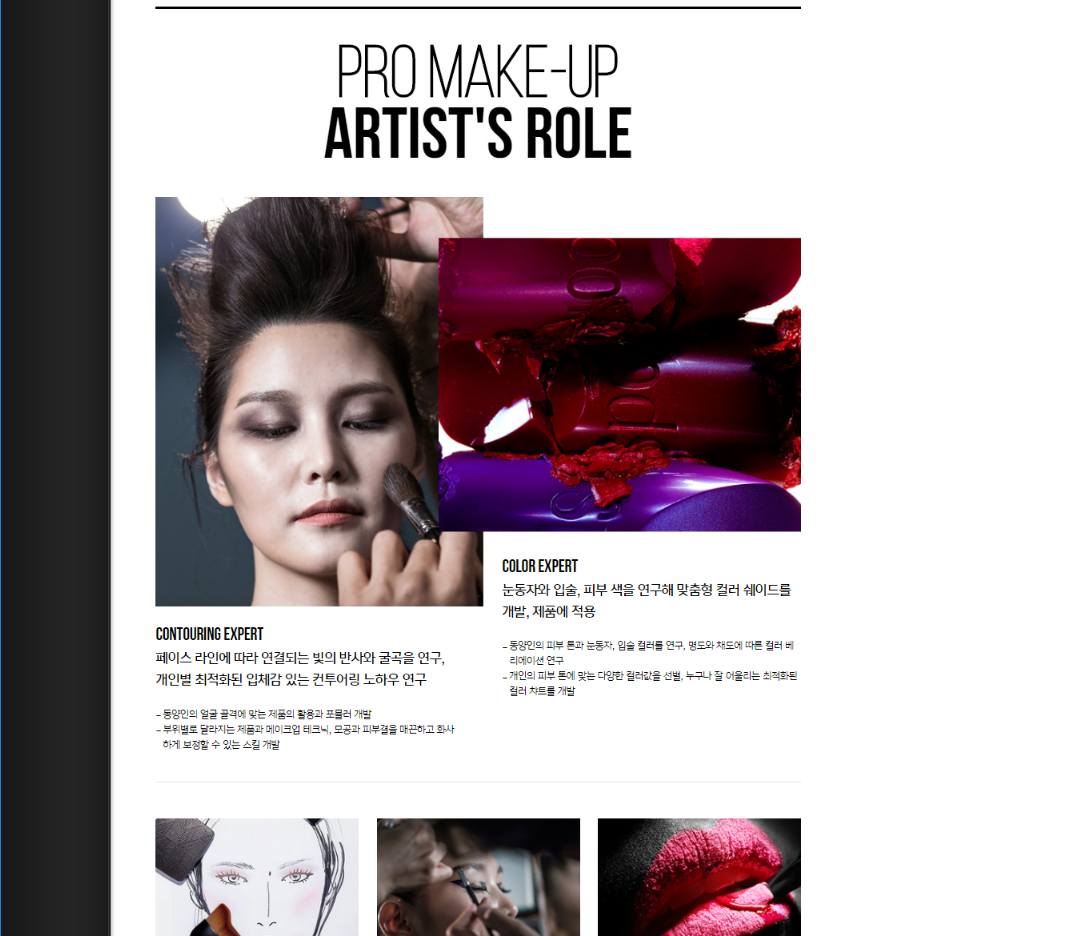 PRO MAKE-UP
ARTIST'S ROLE
CONTOURING EXPERT
페이스 라인에 따라 연결되는 빛의 반사와 굴곡을 연구,
개인별 최적화된 입체감 있는 컨투어링 노하우 연구
– 동양인의 얼굴 골격에 맞는 제품의 활용과 포뮬러 개발
– 부위별로 달라지는 제품과 메이크업 테크닉, 모공과 피부결을 매끈하고 화사
하게 보정할 수 있는 스킬 개발
COLOR EXPERT
눈동자와 입술, 피부 색을 연구해 맞춤형 컬러 쉐이드를
개발, 제품에 적용
– 동양인의 피부 톤과 눈동자, 입술 컬러를 연구, 명도와 채도에 따른 컬러 베
리에이션 연구
– 개인의 피부 톤에 맞는 다양한 컬러값을 선별, 누구나 잘 어울리는 최적화된
컬러 챠트를 개발